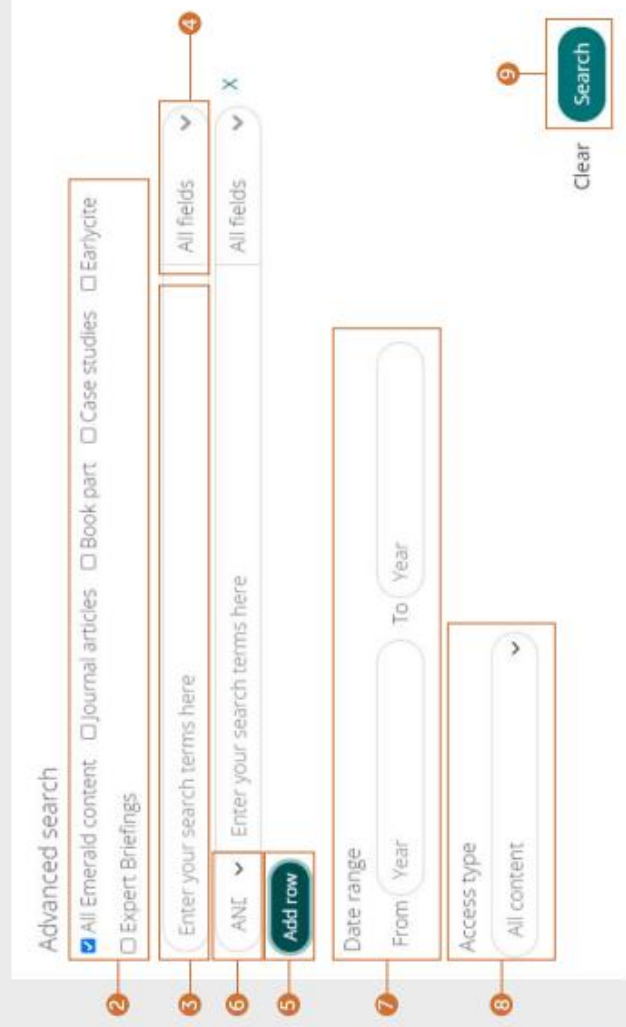 Advanced search
2
All Emerald content Journal articles Book part Case studies Earlycite
Expert Briefings
3 Enter your search terms here All fields 4
6 AND Enter your search terms here All fields X
5 Add row
7 Date range
From Year To Year
8 Access type
All content
Clear Search 9